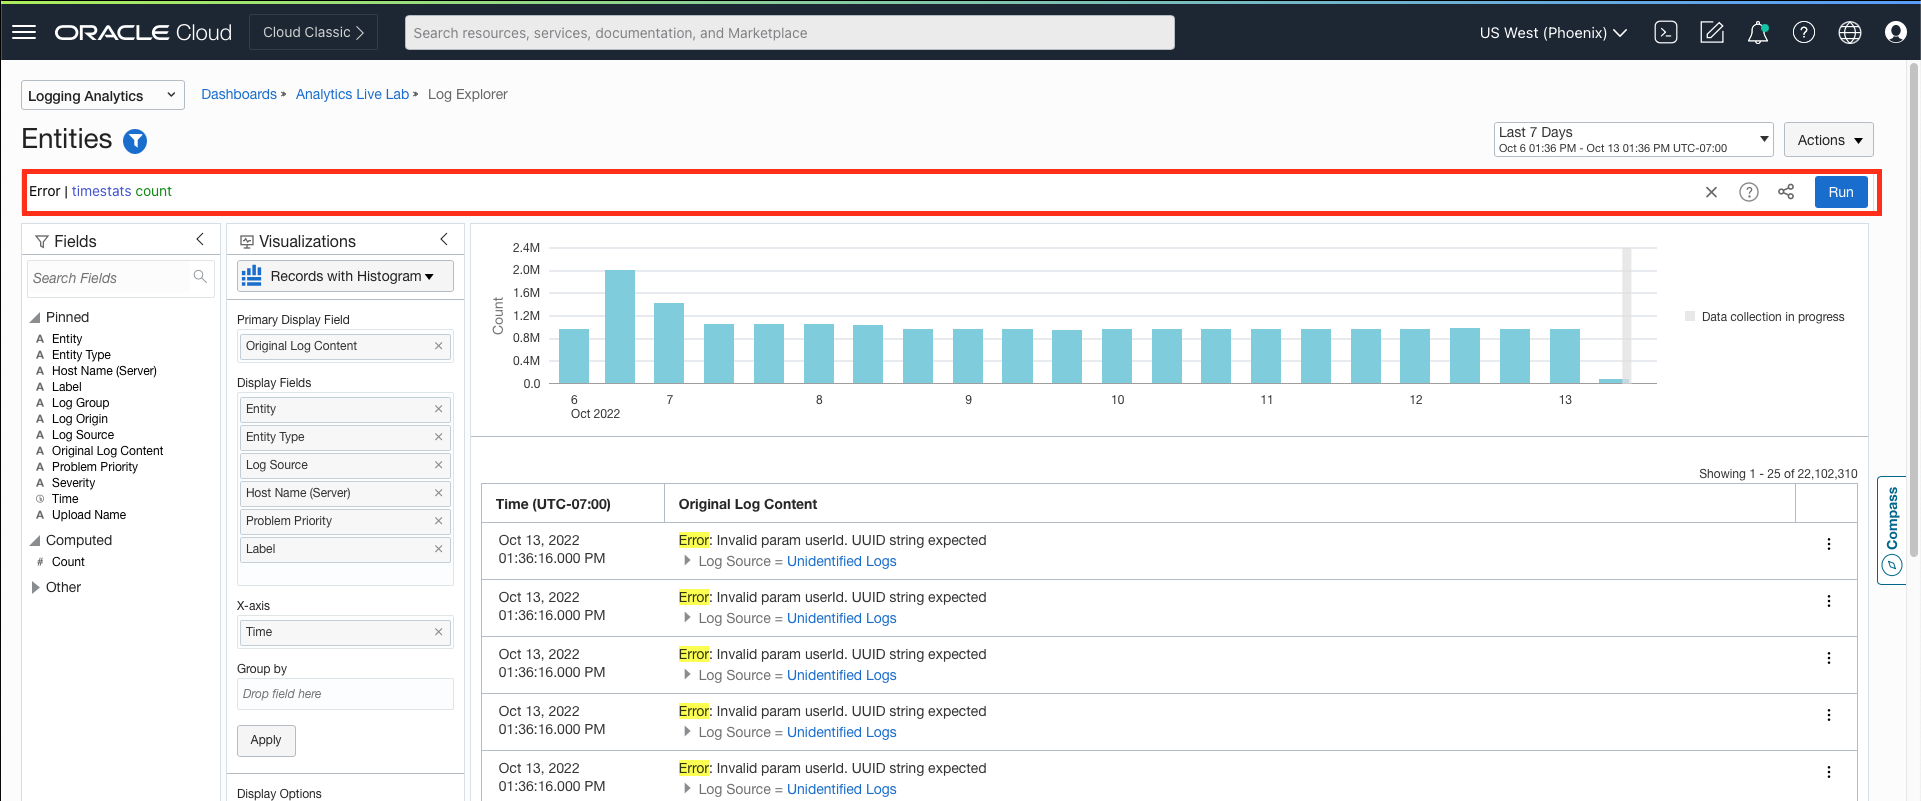 ORACLE Cloud
Cloud Classic
Search resources, services, documentation, and Marketplace
US West (Phoenix)
Logging Analytics
Dashboards » Analytics Live Lab » Log Explorer
Entities
Last 7 Days
Oct 6 01:36 PM - Oct 13 01:36 PM UTC-07:00
Actions
Error | timestats count
Run
Fields
Search Fields
Pinned
A Entity
A Entity Type
A Host Name (Server)
A Label
A Log Group
A Log Origin
A Log Source
A Original Log Content
A Problem Priority
A Severity
Time
A Upload Name
Computed
# Count
Other
Visualizations
Records with Histogram
Primary Display Field
Original Log Content
Display Fields
Entity
Entity Type
Log Source
Host Name (Server)
Problem Priority
Label
X-axis
Time
Group by
Drop field here
Apply
Display Options
Count
2.4M
2.0M
1.6M
1.2M
0.8M
0.4M
0.0
6 7 8 9 10 11 12 13
Oct 2022
Data collection in progress
Showing 1 - 25 of 22,102,310
Time (UTC-07:00) Original Log Content
Oct 13, 2022 Error: Invalid param userId. UUID string expected
01:36:16.000 PM Log Source = Unidentified Logs
Oct 13, 2022 Error: Invalid param userId. UUID string expected
01:36:16.000 PM Log Source = Unidentified Logs
Oct 13, 2022 Error: Invalid param userId. UUID string expected
01:36:16.000 PM Log Source = Unidentified Logs
Oct 13, 2022 Error: Invalid param userId. UUID string expected
01:36:16.000 PM Log Source = Unidentified Logs
Oct 13, 2022 Error: Invalid param userId. UUID string expected
01:36:16.000 PM Log Source = Unidentified Logs
Compass